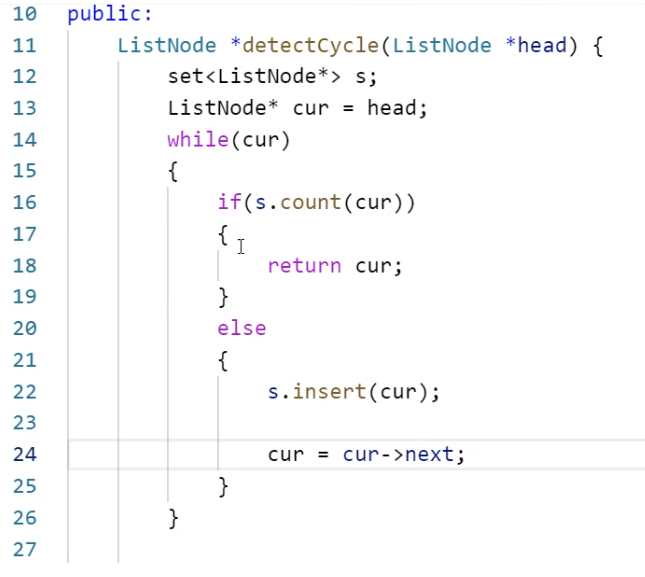 10 public:
11     ListNode *detectCycle(ListNode *head) {
12         set<ListNode*> s;
13         ListNode* cur = head;
14         while(cur)
15         {
16             if(s.count(cur))
17             {
18                 return cur;
19             }
20             else
21             {
22                 s.insert(cur);
23
24                 cur = cur->next;
25             }
26         }
27